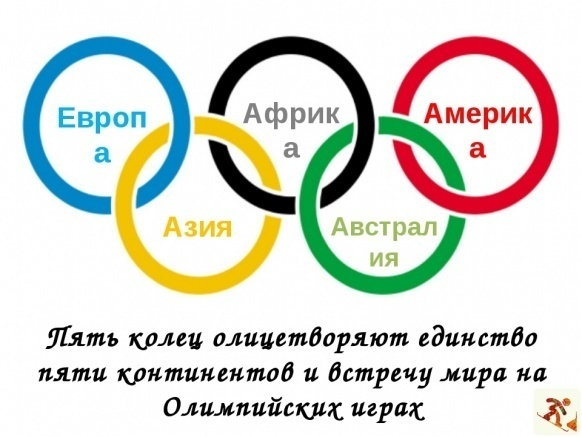 Европ
а
Африк
а
Америк
а
Азия
Австрал
ия
Пять колец олицетворяют единство
пяти континентов и встречу мира на
Олимпийских играх